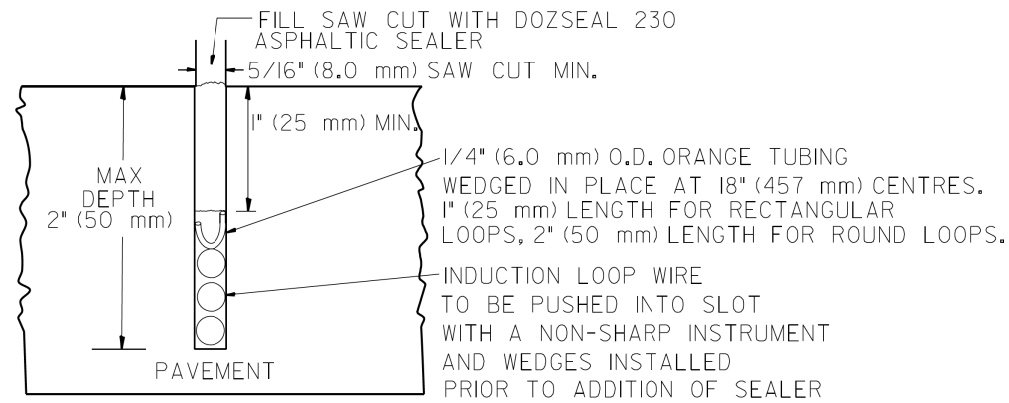 FILL SAW CUT WITH DOZSEAL 230
ASPHALTIC SEALER
5/16" (8.0 mm) SAW CUT MIN.
1" (25 mm) MIN.
MAX
DEPTH
2" (50 mm)
1/4" (6.0 mm) O.D. ORANGE TUBING
WEDGED IN PLACE AT 18" (457 mm) CENTRES.
1" (25 mm) LENGTH FOR RECTANGULAR
LOOPS, 2" (50 mm) LENGTH FOR ROUND LOOPS.
INDUCTION LOOP WIRE
TO BE PUSHED INTO SLOT
WITH A NON-SHARP INSTRUMENT
AND WEDGES INSTALLED
PRIOR TO ADDITION OF SEALER
PAVEMENT